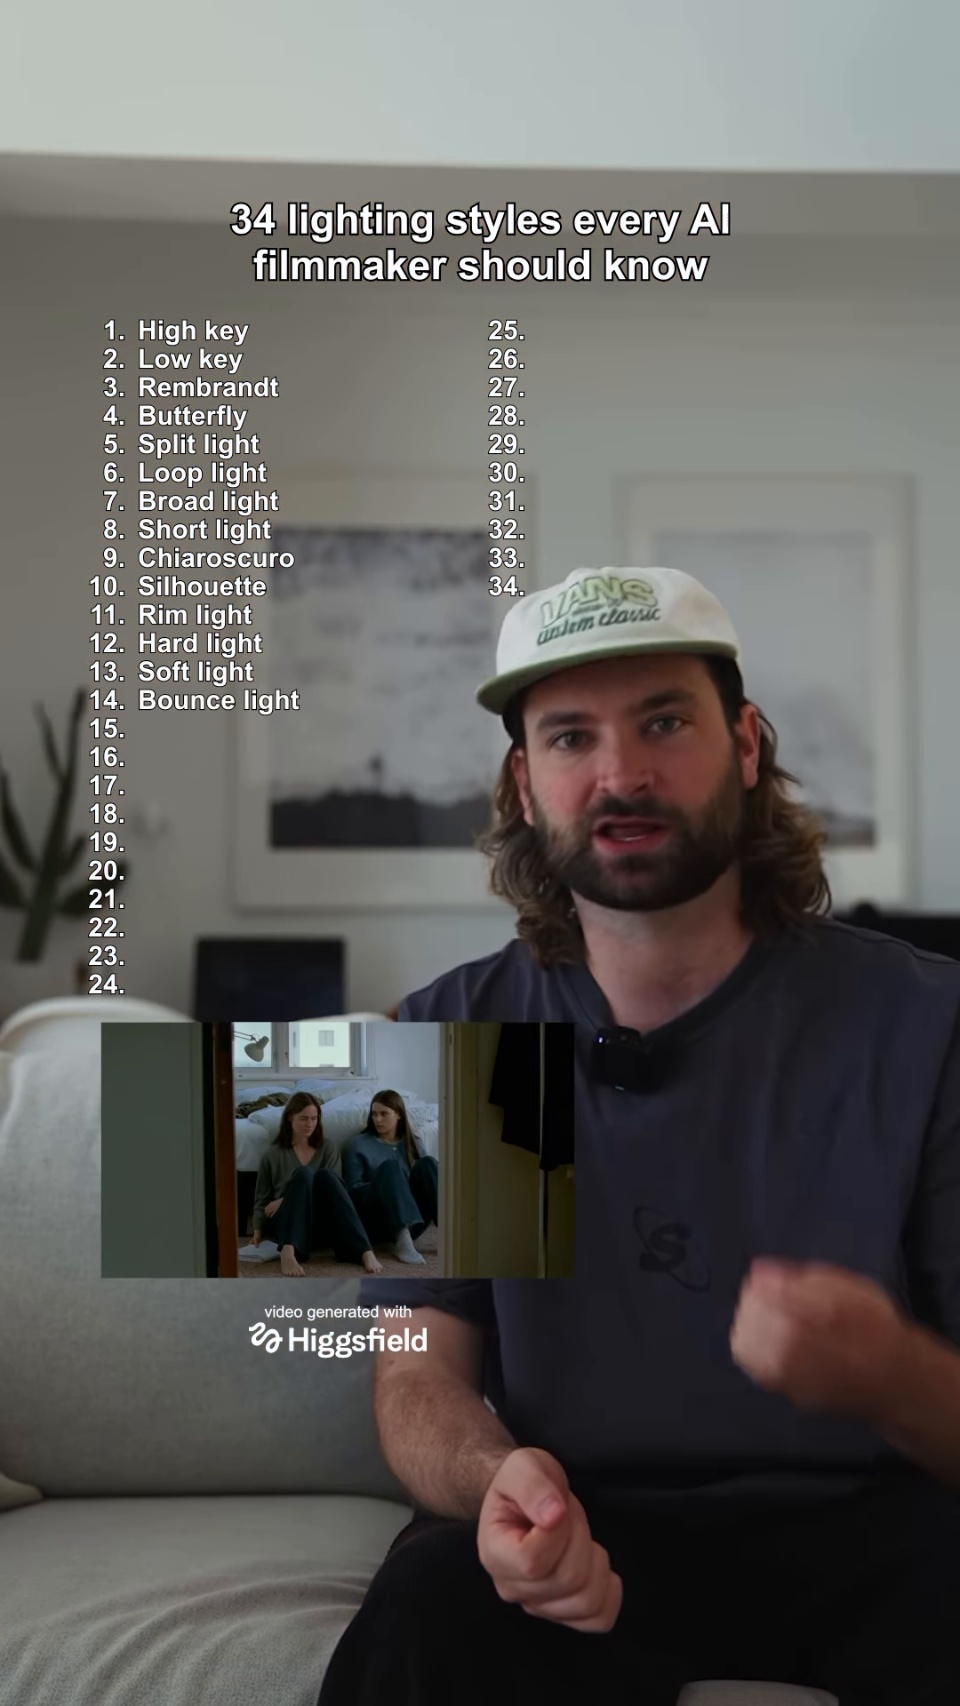 34 lighting styles every AI
filmmaker should know
1. High key
2. Low key
3. Rembrandt
4. Butterfly
5. Split light
6. Loop light
7. Broad light
8. Short light
9. Chiaroscuro
10. Silhouette
11. Rim light
12. Hard light
13. Soft light
14. Bounce light
15.
16.
17.
18.
19.
20.
21.
22.
23.
24.
25.
26.
27.
28.
29.
30.
31.
32.
33.
34.
VANS
classic
S
video generated with
Higgsfield